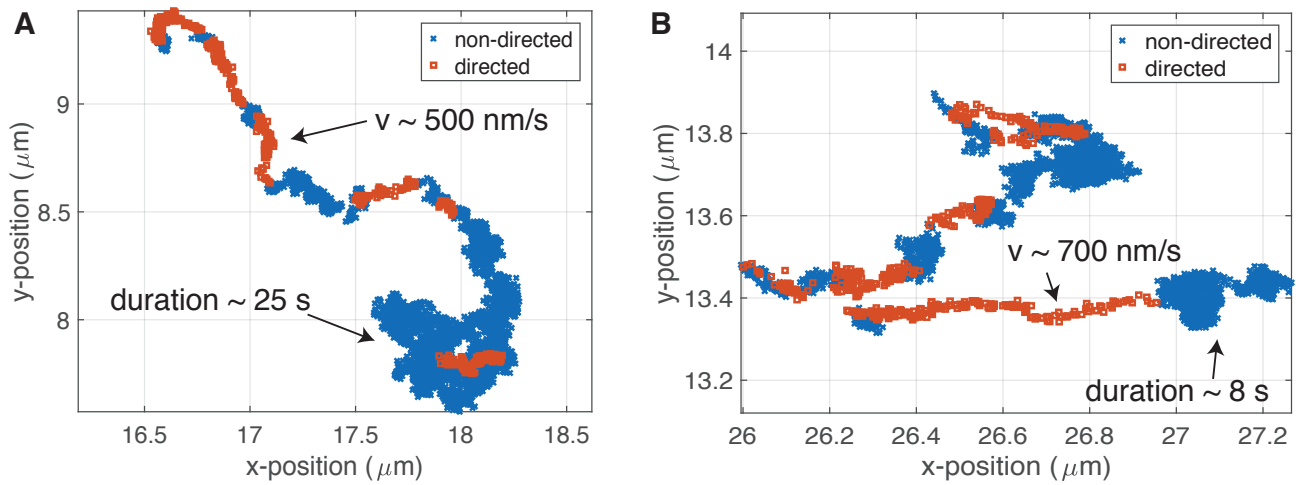 A
non-directed
directed
v ~ 500 nm/s
duration ~ 25 s
9
8.5
8
16.5 17 17.5 18 18.5
x-position (μm)
y-position (μm)
B
non-directed
directed
v ~ 700 nm/s
duration ~ 8 s
14
13.8
13.6
13.4
13.2
26 26.2 26.4 26.6 26.8 27 27.2
x-position (μm)
y-position (μm)